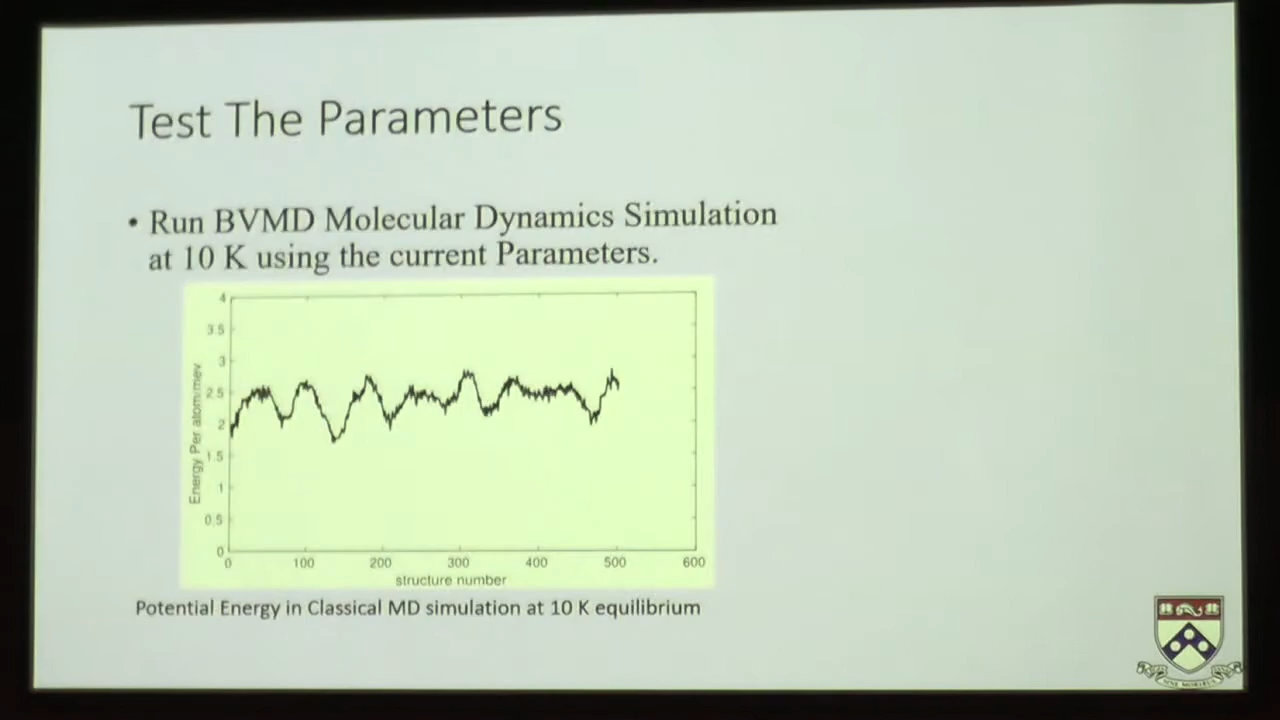 Test The Parameters
• Run BVMD Molecular Dynamics Simulation
at 10 K using the current Parameters.
4
3.5
3
2.5
2
1.5
1
0.5
0
Energy Per atom/mev
0 100 200 300 400 500 600
structure number
Potential Energy in Classical MD simulation at 10 K equilibrium